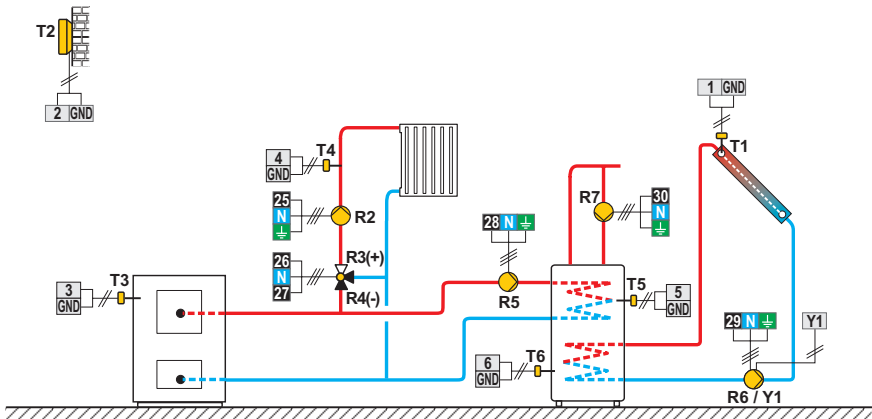 T2
2 GND
1 GND
T1
4
GND
T4
25
N
R2
R7
30
N
28 N
26
N
27
R3(+)
R4(-)
3
GND
T3
R5
T5
5
GND
29 N
Y1
6
GND
T6
R6 / Y1